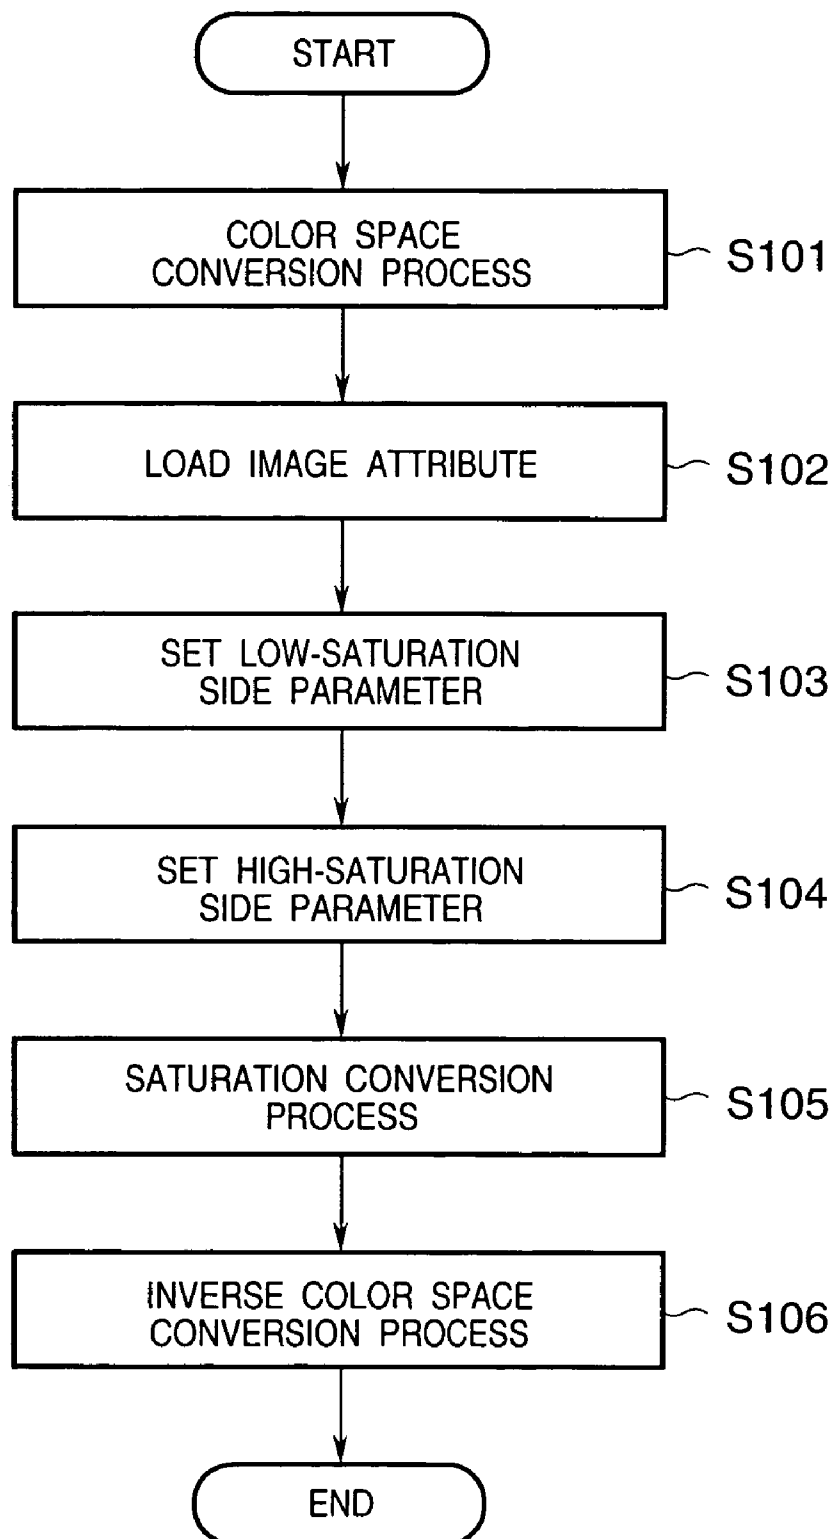 START
COLOR SPACE
CONVERSION PROCESS
S101
LOAD IMAGE ATTRIBUTE
S102
SET LOW-SATURATION
SIDE PARAMETER
S103
SET HIGH-SATURATION
SIDE PARAMETER
S104
SATURATION CONVERSION
PROCESS
S105
INVERSE COLOR SPACE
CONVERSION PROCESS
S106
END